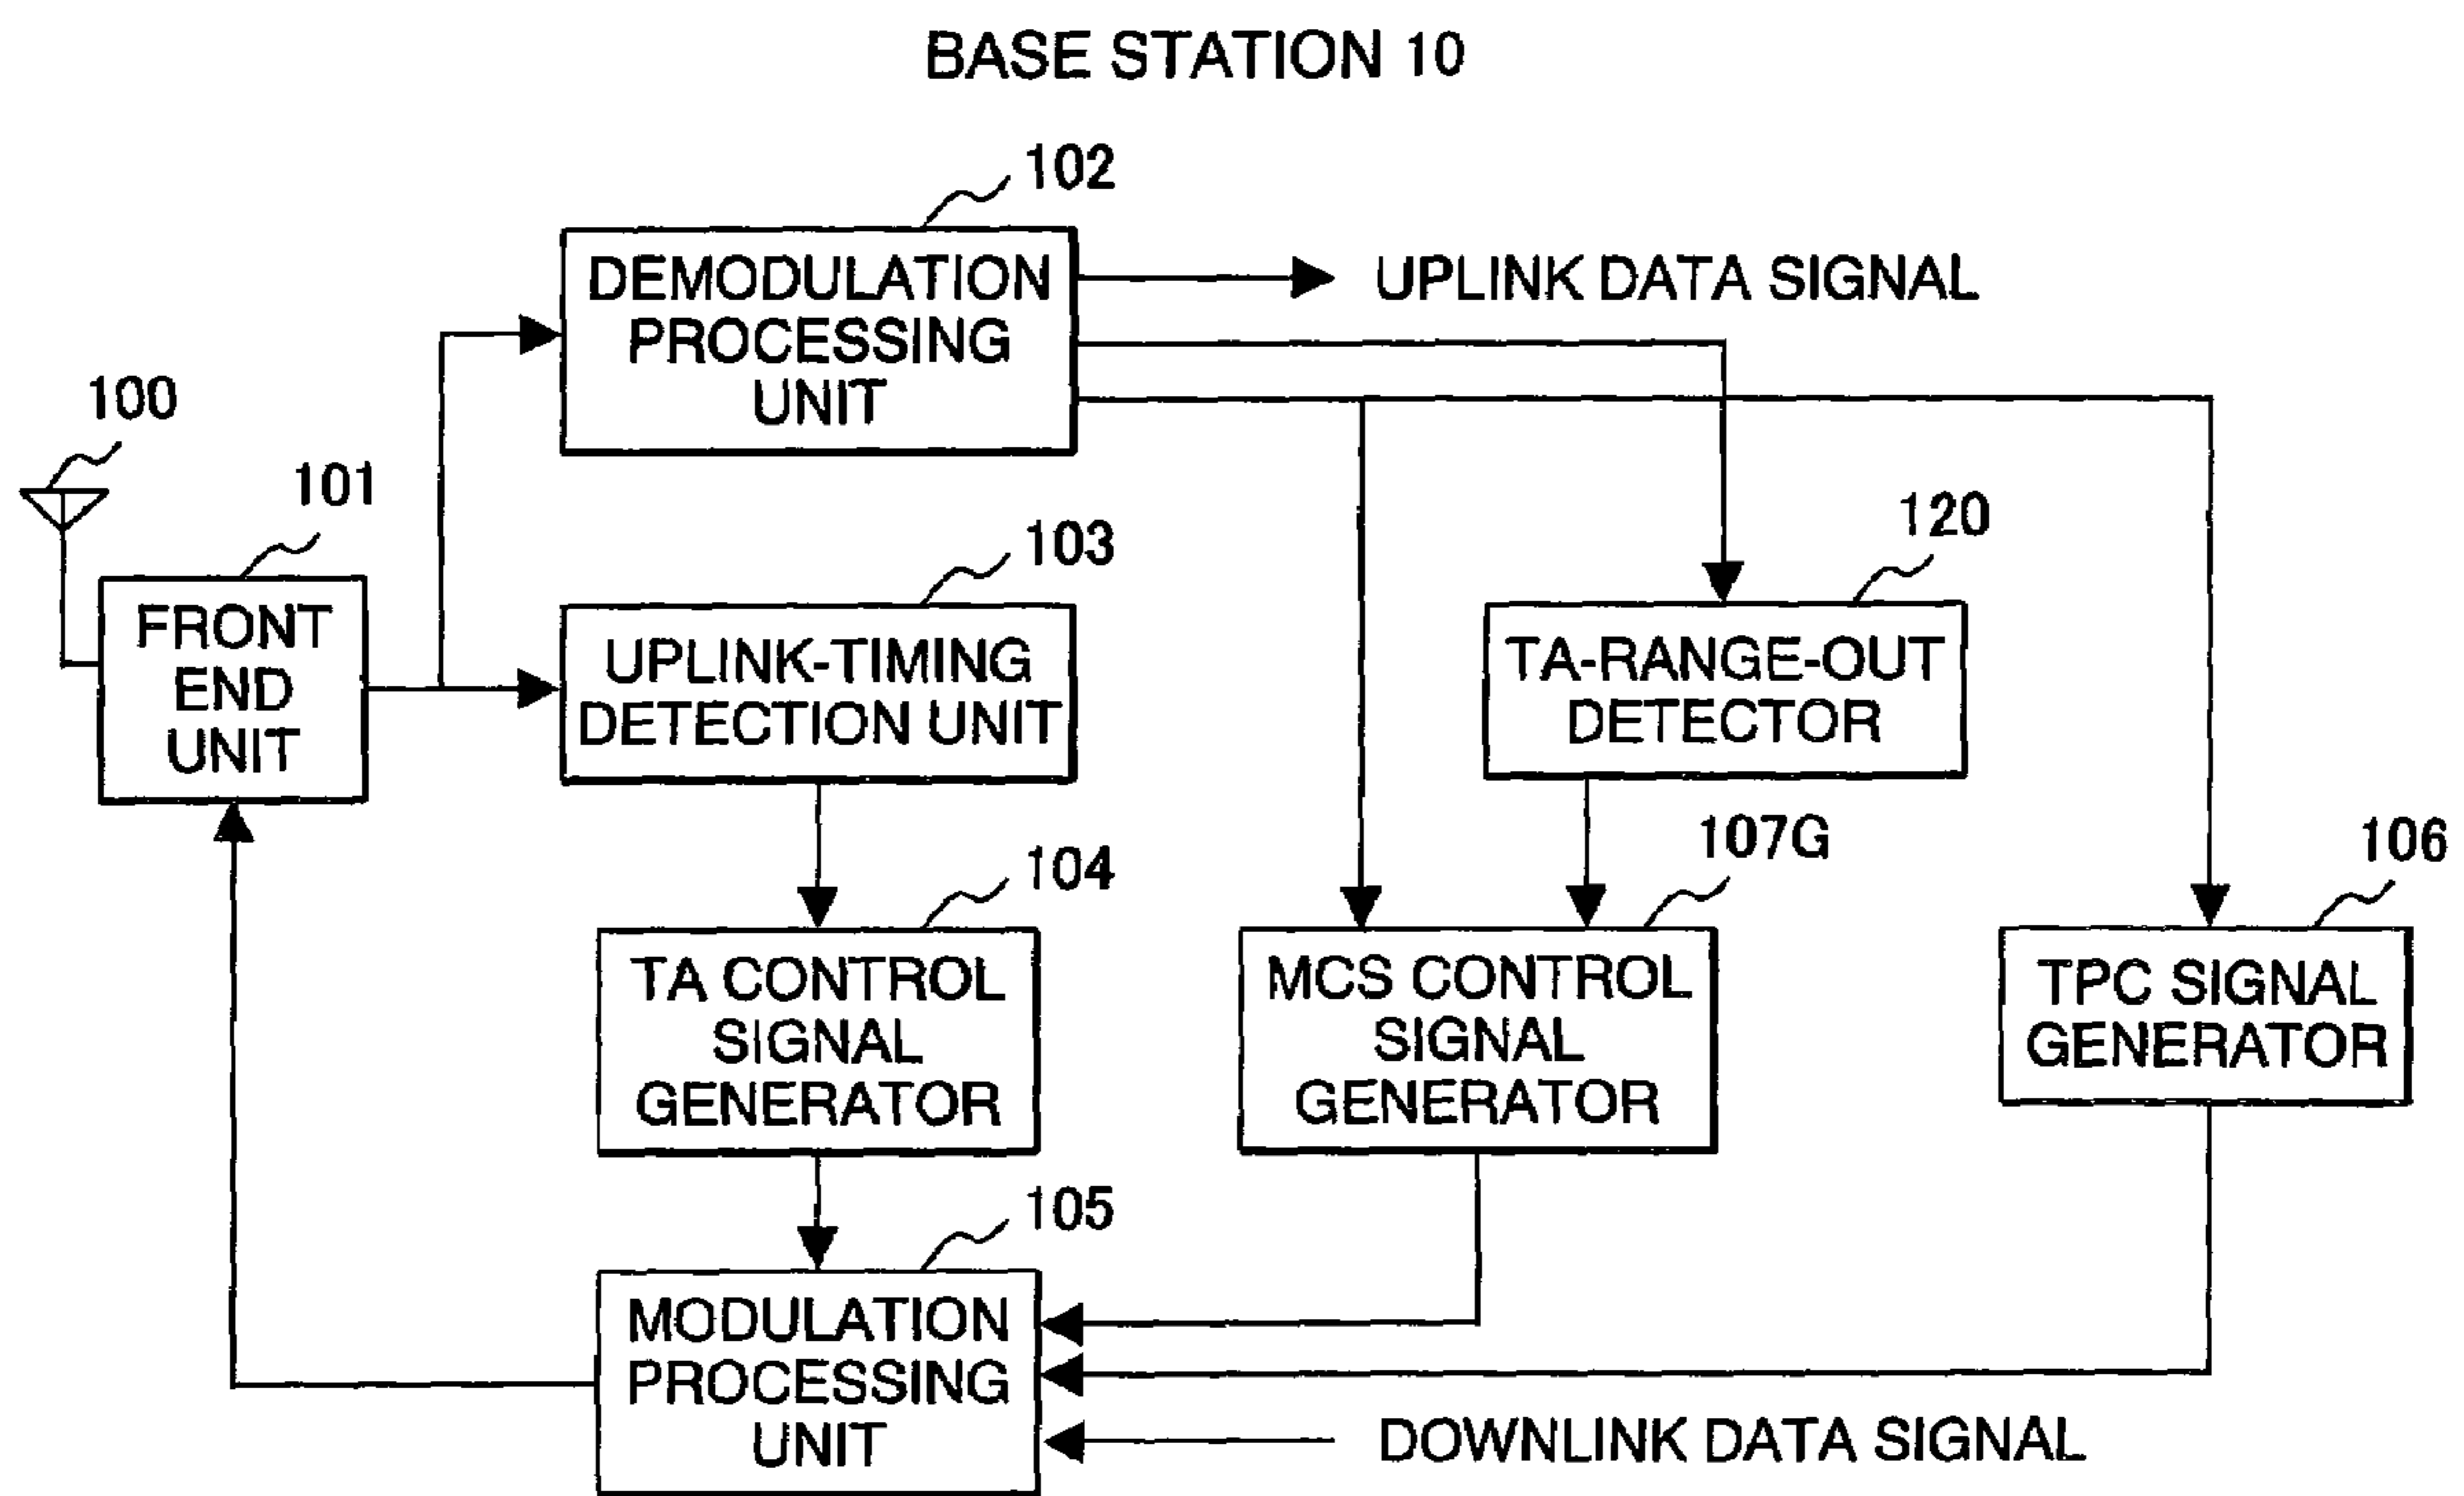 BASE STATION 10
102
DEMODULATION
PROCESSING
UNIT
UPLINK DATA SIGNAL
100
101
FRONT
END
UNIT
103
UPLINK-TIMING
DETECTION UNIT
120
TA-RANGE-OUT
DETECTOR
104
TA CONTROL
SIGNAL
GENERATOR
107G
MCS CONTROL
SIGNAL
GENERATOR
106
TPC SIGNAL
GENERATOR
105
MODULATION
PROCESSING
UNIT
DOWNLINK DATA SIGNAL